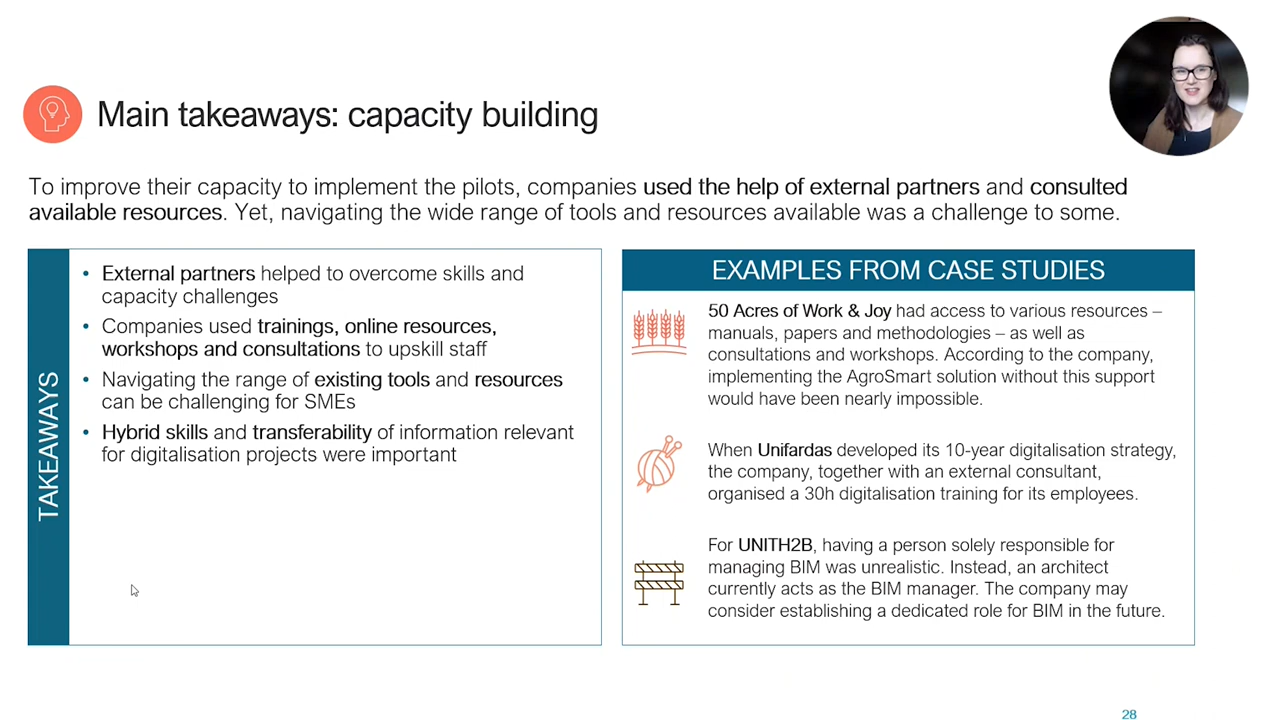 Main takeaways: capacity building
To improve their capacity to implement the pilots, companies used the help of external partners and consulted
available resources. Yet, navigating the wide range of tools and resources available was a challenge to some.
TAKEAWAYS
• External partners helped to overcome skills and
capacity challenges
• Companies used trainings, online resources,
workshops and consultations to upskill staff
• Navigating the range of existing tools and resources
can be challenging for SMEs
• Hybrid skills and transferability of information relevant
for digitalisation projects were important
EXAMPLES FROM CASE STUDIES
50 Acres of Work & Joy had access to various resources –
manuals, papers and methodologies – as well as
consultations and workshops. According to the company,
implementing the AgroSmart solution without this support
would have been nearly impossible.
When Unifardas developed its 10-year digitalisation strategy,
the company, together with an external consultant,
organised a 30h digitalisation training for its employees.
For UNITH2B, having a person solely responsible for
managing BIM was unrealistic. Instead, an architect
currently acts as the BIM manager. The company may
consider establishing a dedicated role for BIM in the future.
28